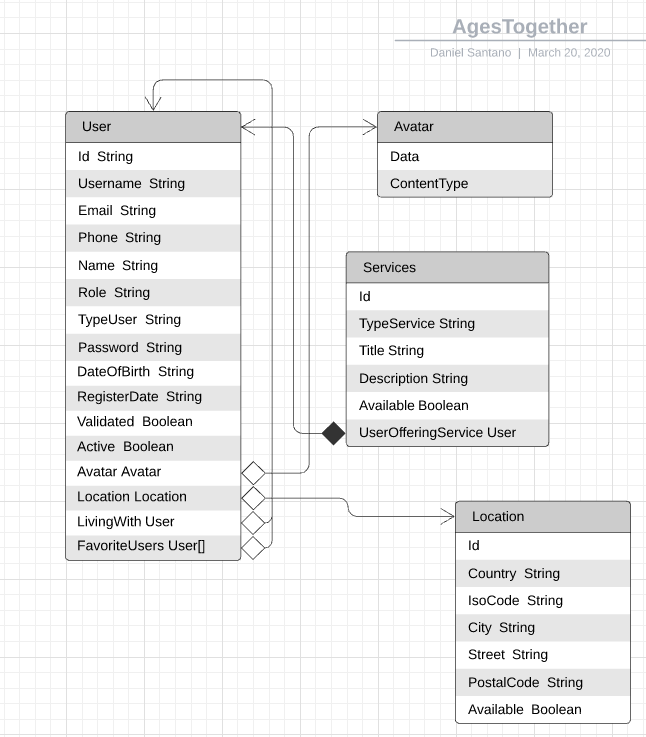 AgesTogether
Daniel Santano | March 20, 2020
User
Id String
Username String
Email String
Phone String
Name String
Role String
TypeUser String
Password String
DateOfBirth String
RegisterDate String
Validated Boolean
Active Boolean
Avatar Avatar
Location Location
LivingWith User
FavoriteUsers User[]
Avatar
Data
ContentType
Services
Id
TypeService String
Title String
Description String
Available Boolean
UserOfferingService User
Location
Id
Country String
IsoCode String
City String
Street String
PostalCode String
Available Boolean